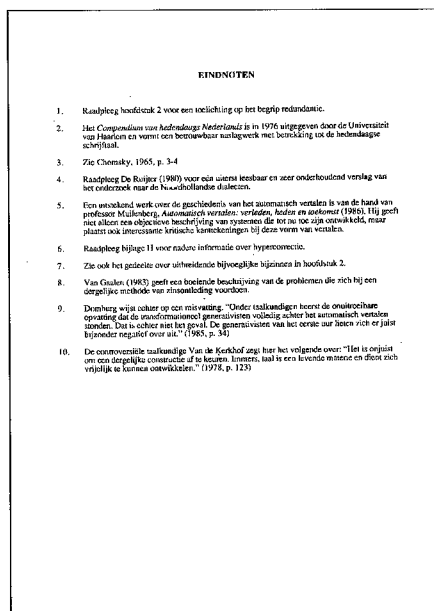 EINDNOTEN
1. Raadpleeg hoofdstuk 2 voor een toelichting op het begrip redundantie.
2. Het Compendium van hedendaags Nederlands is in 1976 uitgegeven door de Universiteit
van Haarlem en vormt een betrouwbaar naslagwerk met betrekking tot de hedendaagse
schrijftaal.
3. Zie Chomsky, 1965, p. 3-4
4. Raadpleeg De Ruijter (1980) voor een uiterst leesbaar en zeer onderhoudend verslag van
het onderzoek naar de Noordhollandse dialecten.
5. Een uitstekend werk over de geschiedenis van het automatisch vertalen is van de hand van
professor Muilenberg, Automatisch vertalen: verleden, heden en toekomst (1986). Hij geeft
niet alleen een objectieve beschrijving van systemen die tot nu toe zijn ontwikkeld, maar
plaatst ook interessante kritische kanttekeningen bij deze vorm van vertalen.
6. Raadpleeg bijlage II voor nadere informatie over hypercorrectie.
7. Zie ook het gedeelte over uitbreidende bijvoeglijke bijzinnen in hoofdstuk 2.
8. Van Gaalen (1983) geeft een boeiende beschrijving van de problemen die zich bij een
dergelijke methode van zinsontleding voordoen.
9. Domburg wijst echter op een misvatting. "Onder taalkundigen heerst de onuitroeibare
opvatting dat de transformationeel generativisten volledig achter het automatisch vertalen
stonden. Dat is echter niet het geval. De generativisten van het eerste uur lieten zich er juist
bijzonder negatief over uit." (1985, p. 34)
10. De controversiële taalkundige Van de Kerkhof zegt hier het volgende over: "Het is onjuist
om een dergelijke constructie af te keuren. Immers, taal is een levende materie en dient zich
vrijelijk te kunnen ontwikkelen." (1978, p. 123)